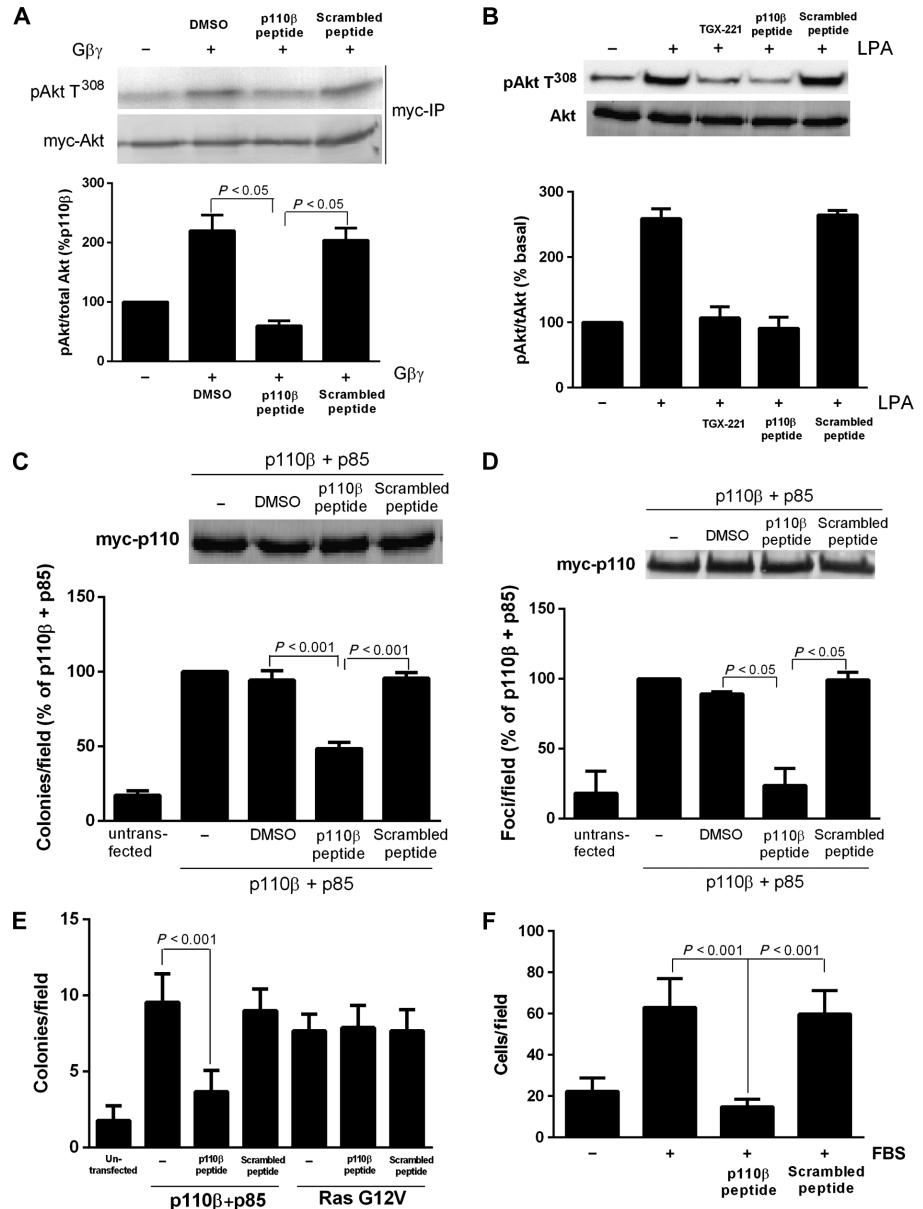 A
DMSO
p110β peptide
Scrambled peptide
Gβγ – + + +
pAkt T308
myc-Akt
myc-IP
300
200
100
0
pAkt/total Akt (%p110β)
P < 0.05
P < 0.05
– + + + Gβγ
DMSO
p110β peptide
Scrambled peptide
B
TGX-221
p110β peptide
Scrambled peptide
– + + + + LPA
pAkt T308
Akt
300
200
100
0
pAkt/tAkt (% basal)
– + + + + LPA
TGX-221
p110β peptide
Scrambled peptide
C
p110β + p85
– DMSO
p110β peptide
Scrambled peptide
myc-p110
150
100
50
0
Colonies/field (% of p110β + p85)
P < 0.001
P < 0.001
untrans-
fected
– DMSO
p110β peptide
Scrambled peptide
p110β + p85
D
p110β + p85
– DMSO
p110β peptide
Scrambled peptide
myc-p110
150
100
50
0
Foci/field (% of p110β + p85)
P < 0.05
P < 0.05
untrans-
fected
– DMSO
p110β peptide
Scrambled peptide
p110β + p85
E
15
10
5
0
Colonies/field
P < 0.001
Un-
transfected
–
p110β peptide
Scrambled peptide
–
p110β peptide
Scrambled peptide
p110β+p85
Ras G12V
F
100
80
60
40
20
0
Cells/field
P < 0.001
P < 0.001
– + + + FBS
p110β peptide
Scrambled peptide